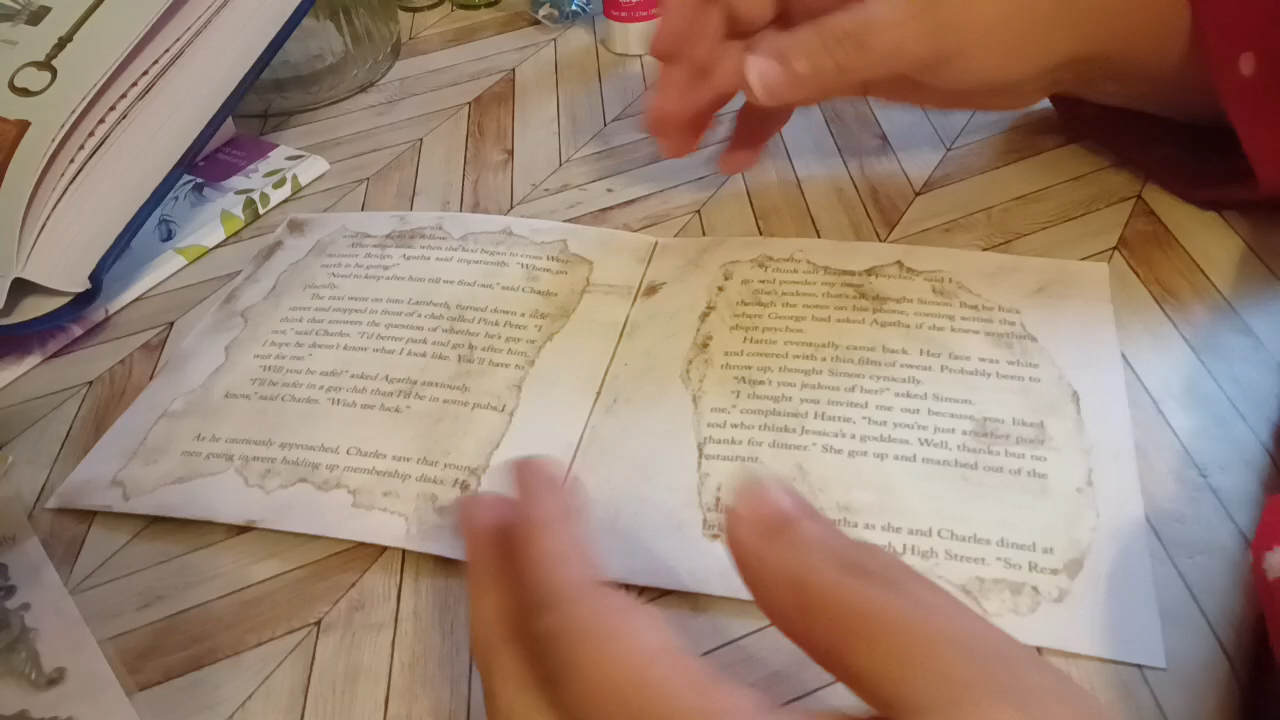 After some time, when the taxi began to cross West-
minster Bridge, Agatha said impatiently, "Where on
earth is he going?"
"Need to keep after him till we find out," said Charles
placidly.
The taxi went on into Lambeth, turned down a side
street and stopped in front of a club called Pink Peter. "I
think that answers the question of whether he's gay or
not," said Charles. "I'd better park and go in after him.
I hope he doesn't know what I look like. You'll have to
wait for me."
"Will you be safe?" asked Agatha anxiously.
"I'll be safer in a gay club than I'd be in some pubs I
know," said Charles. "Wish me luck."
As he cautiously approached, Charles saw that young
men going in were holding up membership disks. He
"I think our Jessica's a psycho," said
go and powder my nose
She's jealous, that's all, thought Simon. But he
through the notes on his phone, coming across the
where George had asked Agatha if she knew anything
about psychos.
Hattie eventually came back. Her face was white
and covered with a thin film of sweat. Probably been to
throw up, thought Simon cynically.
"Aren't you jealous of her?" asked Simon.
"I thought you invited me out because you liked
me," complained Hattie, "but you're just another poor
sod who thinks Jessica's a goddess. Well, thanks but no
thanks for dinner." She got up and marched out of the
restaurant.
as she and Charles dined at
High Street. "So Rex